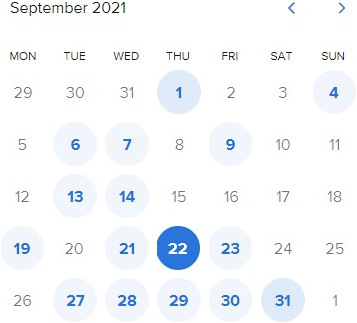 September 2021
MON TUE WED THU FRI SAT SUN
29 30 31 1 2 3 4
5 6 7 8 9 10 11
12 13 14 15 16 17 18
19 20 21 22 23 24 25
26 27 28 29 30 31 1